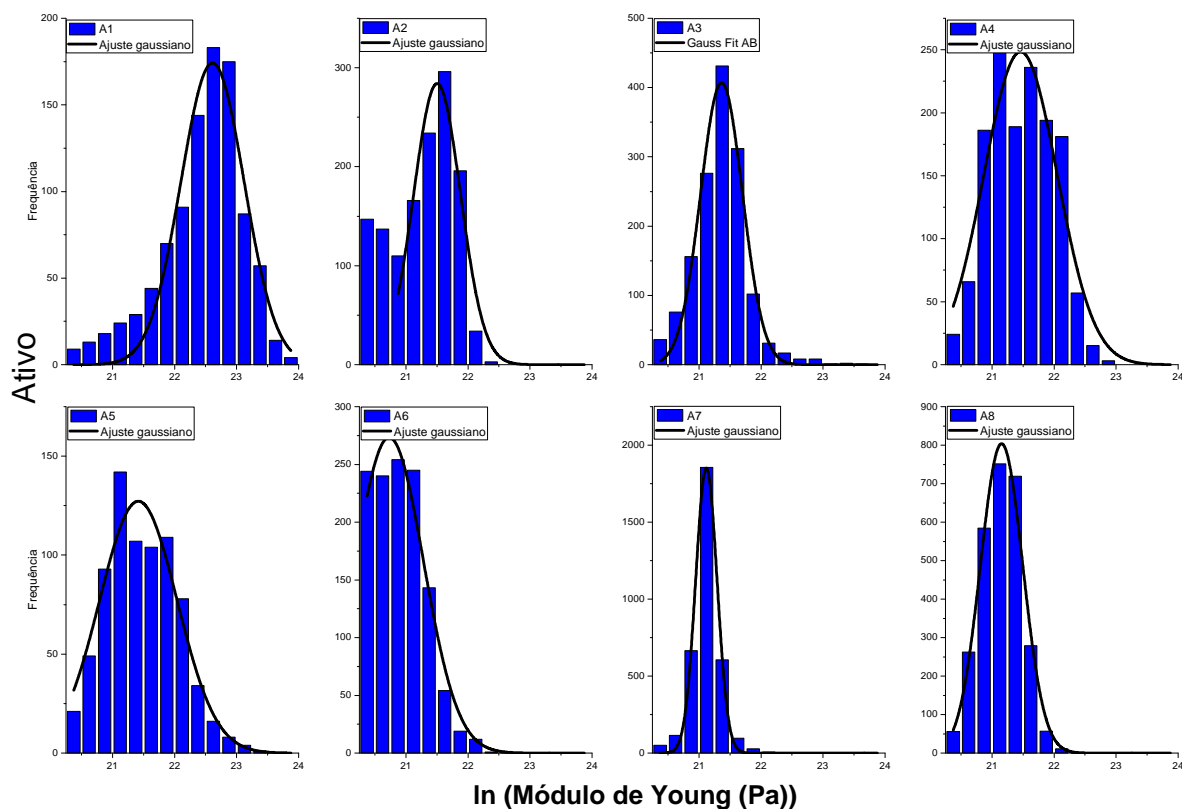 A1
Ajuste gaussiano
200
150
100
50
0
Frequência
21 22 23 24
A2
Ajuste gaussiano
300
200
100
0
21 22 23 24
A3
Gauss Fit AB
500
400
300
200
100
0
21 22 23 24
A4
Ajuste gaussiano
250
200
150
100
50
0
21 22 23 24
Ativo
A5
Ajuste gaussiano
150
100
50
0
Frequência
21 22 23 24
A6
Ajuste gaussiano
300
250
200
150
100
50
0
21 22 23 24
A7
Ajuste gaussiano
2000
1500
1000
500
0
21 22 23 24
A8
Ajuste gaussiano
900
800
700
600
500
400
300
200
100
0
21 22 23 24
ln (Módulo de Young (Pa))